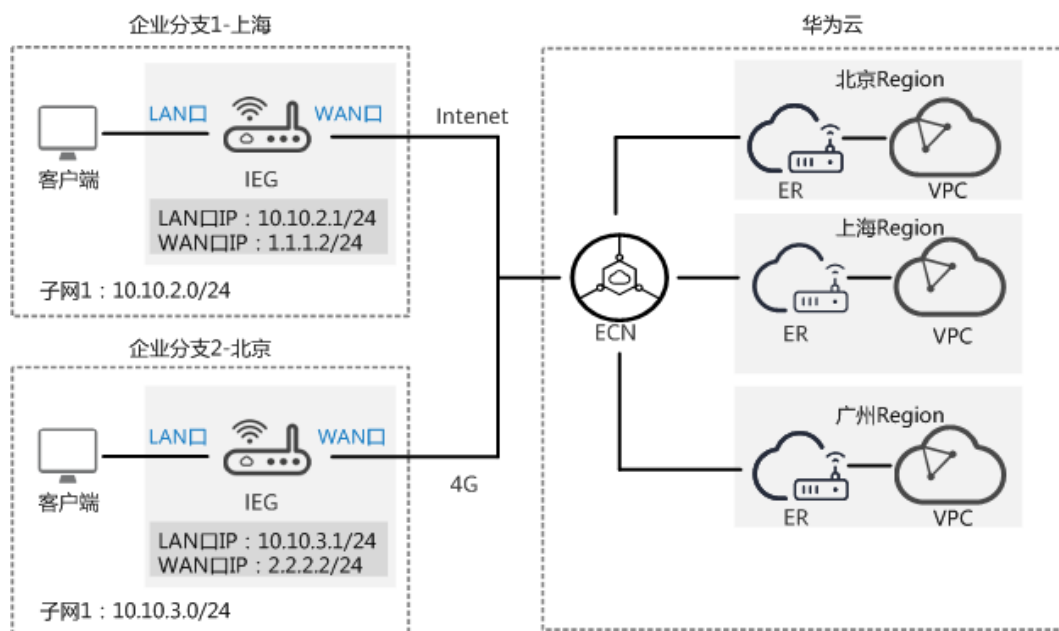 企业分支1-上海
LAN口
WAN口
客户端
IEG
LAN口IP：10.10.2.1/24
WAN口IP：1.1.1.2/24
子网1：10.10.2.0/24
Intenet
企业分支2-北京
LAN口
WAN口
客户端
IEG
LAN口IP：10.10.3.1/24
WAN口IP：2.2.2.2/24
子网1：10.10.3.0/24
4G
华为云
ECN
北京Region
ER
VPC
上海Region
ER
VPC
广州Region
ER
VPC